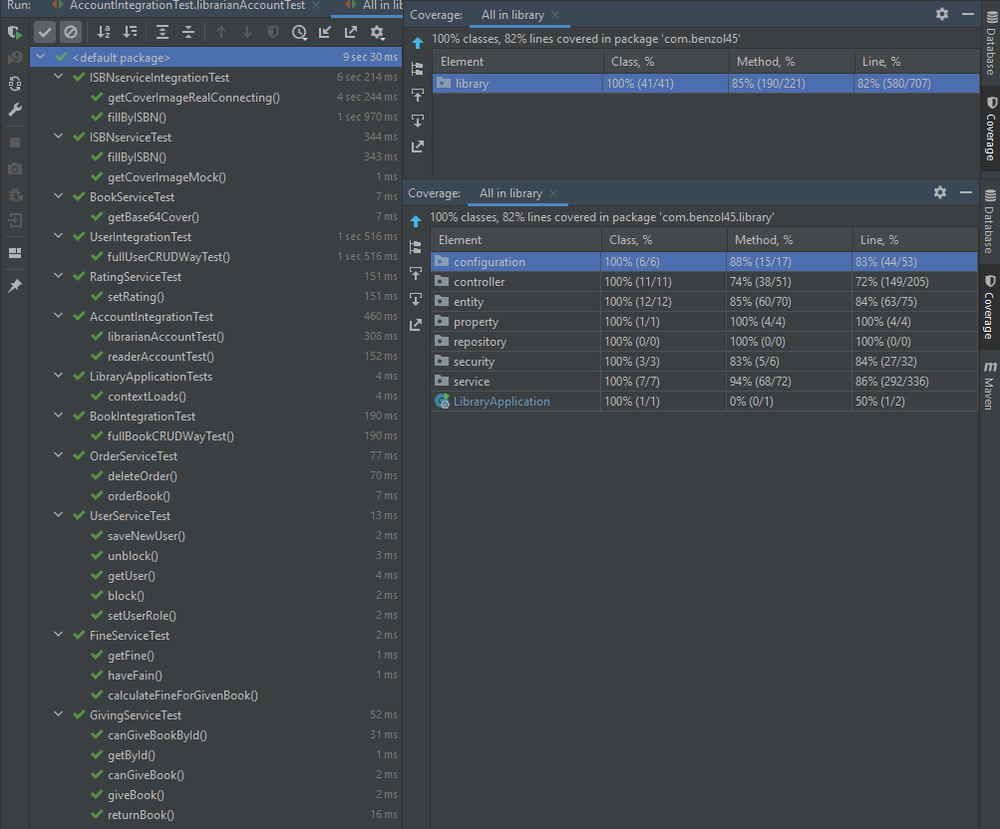 Run:
AccountIntegrationTest.librarianAccountTest
All in lib
<default package> 9 sec 30 ms
ISBNserviceIntegrationTest 6 sec 214 ms
getCoverImageRealConnecting() 4 sec 244 ms
fillByISBN() 1 sec 970 ms
ISBNserviceTest 344 ms
fillByISBN() 343 ms
getCoverImageMock() 1 ms
BookServiceTest 7 ms
getBase64Cover() 7 ms
UserIntegrationTest 1 sec 516 ms
fullUserCRUDWayTest() 1 sec 516 ms
RatingServiceTest 151 ms
setRating() 151 ms
AccountIntegrationTest 460 ms
librarianAccountTest() 308 ms
readerAccountTest() 152 ms
LibraryApplicationTests 4 ms
contextLoads() 4 ms
BookIntegrationTest 190 ms
fullBookCRUDWayTest() 190 ms
OrderServiceTest 77 ms
deleteOrder() 70 ms
orderBook() 7 ms
UserServiceTest 13 ms
saveNewUser() 2 ms
unblock() 3 ms
getUser() 4 ms
block() 2 ms
setUserRole() 2 ms
FineServiceTest 2 ms
getFine() 1 ms
haveFain() 1 ms
calculateFineForGivenBook()
GivingServiceTest 52 ms
canGiveBookById() 31 ms
getById() 1 ms
canGiveBook() 2 ms
giveBook() 2 ms
returnBook() 16 ms
Coverage: All in library
100% classes, 82% lines covered in package 'com.benzol45'
Element Class, % Method, % Line, %
library 100% (41/41) 85% (190/221) 82% (580/707)
Database
Coverage
Coverage: All in library
100% classes, 82% lines covered in package 'com.benzol45.library'
Element Class, % Method, % Line, %
configuration 100% (6/6) 88% (15/17) 83% (44/53)
controller 100% (11/11) 74% (38/51) 72% (149/205)
entity 100% (12/12) 85% (60/70) 84% (63/75)
property 100% (1/1) 100% (4/4) 100% (4/4)
repository 100% (0/0) 100% (0/0) 100% (0/0)
security 100% (3/3) 83% (5/6) 84% (27/32)
service 100% (7/7) 94% (68/72) 86% (292/336)
LibraryApplication 100% (1/1) 0% (0/1) 50% (1/2)
Database
Coverage
m Maven